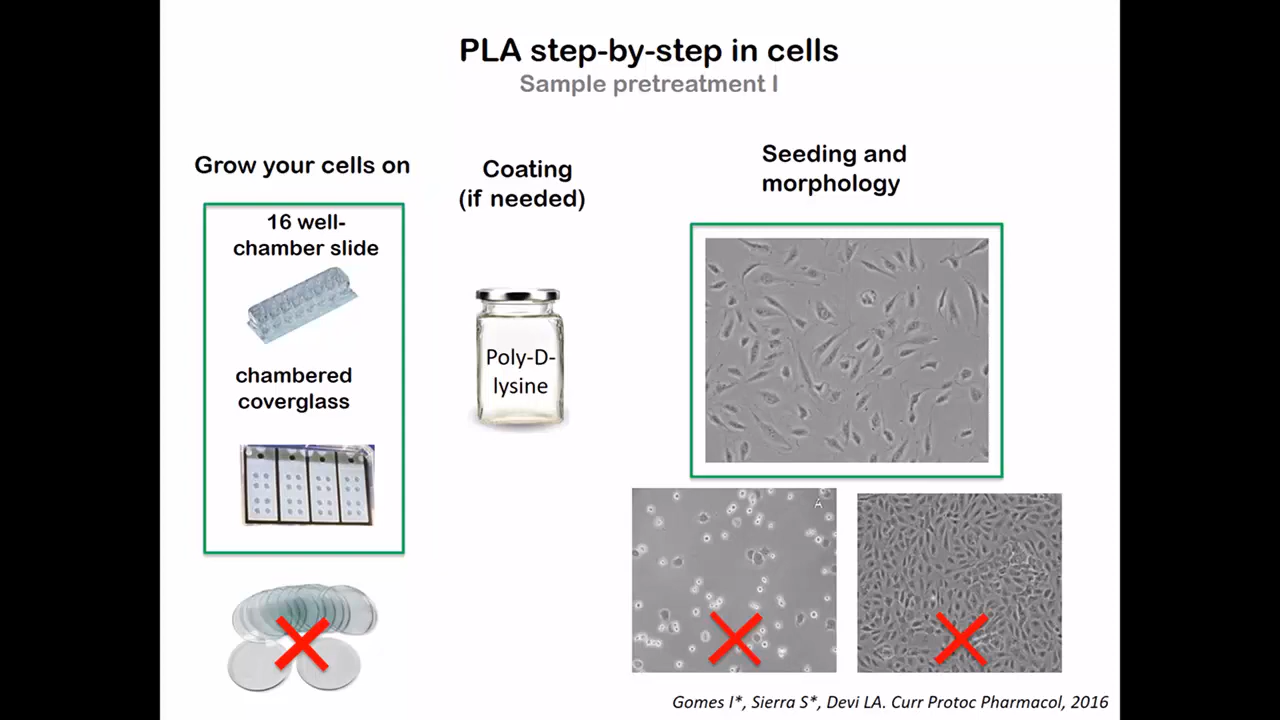 PLA step-by-step in cells
Sample pretreatment I
Grow your cells on
16 well-
chamber slide
chambered
coverglass
Coating
(if needed)
Poly-D-
lysine
Seeding and
morphology
A
Gomes I*, Sierra S*, Devi LA. Curr Protoc Pharmacol, 2016